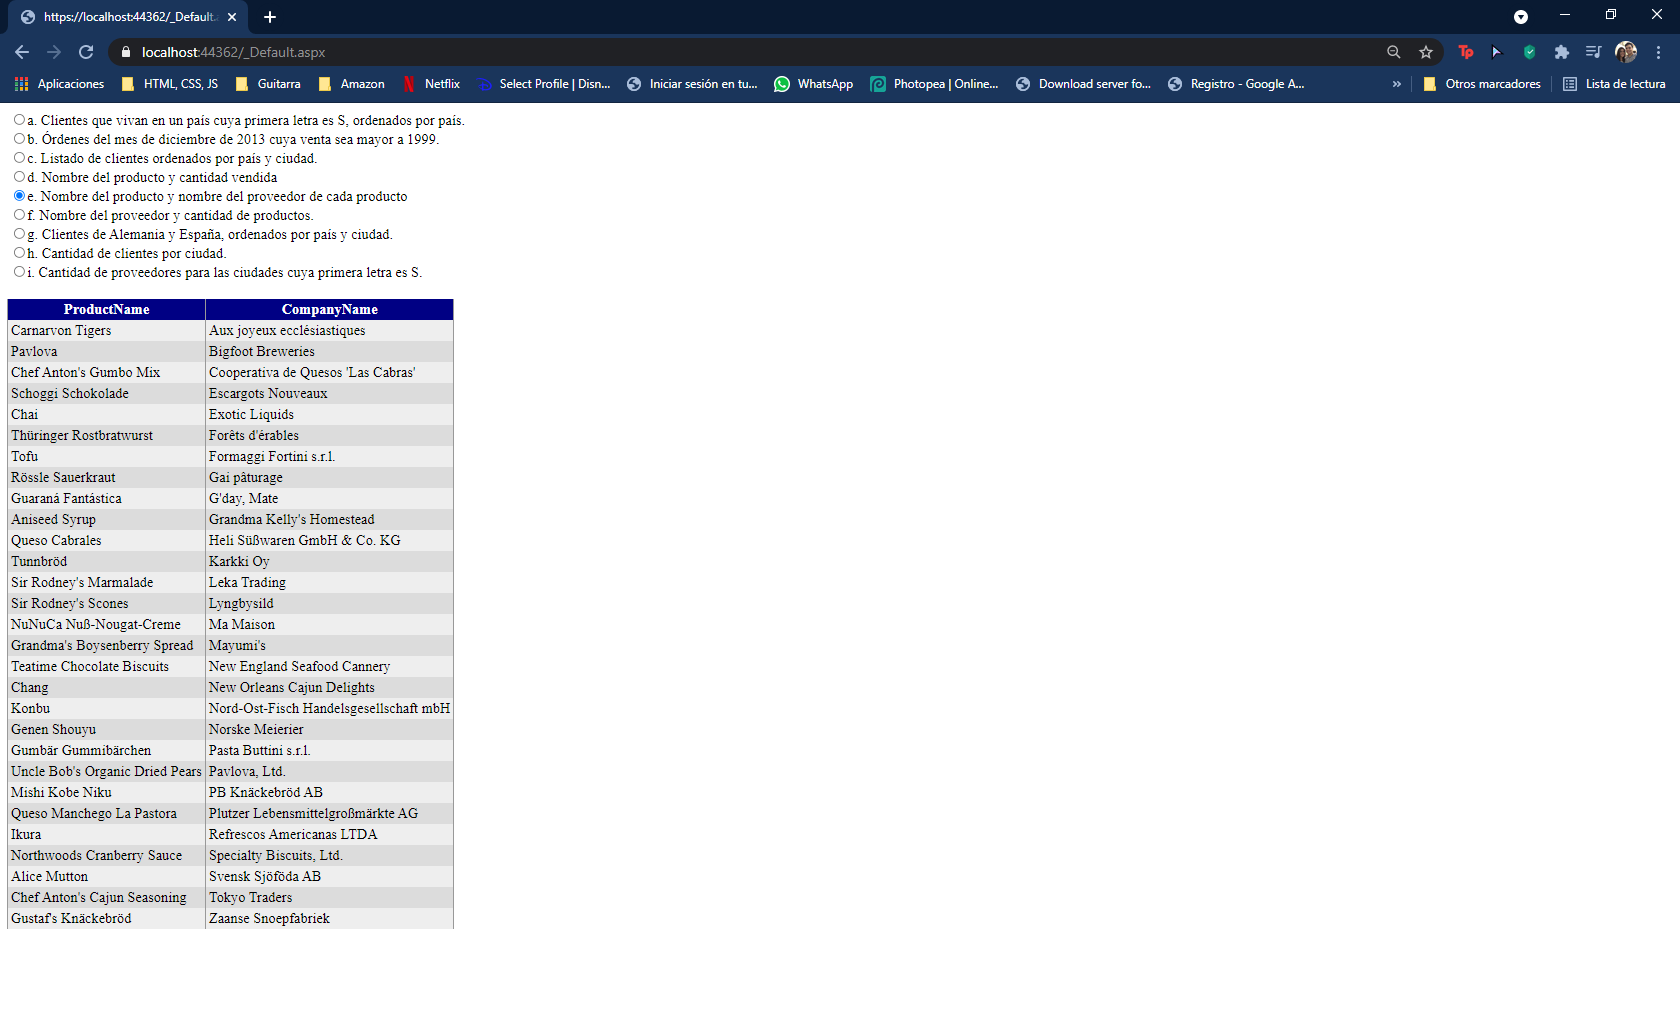 https://localhost:44362/_Default.
localhost:44362/_Default.aspx
Aplicaciones HTML, CSS, JS Guitarra Amazon Netflix Select Profile | Disn... Iniciar sesión en tu... WhatsApp Photopea | Online... Download server fo... Registro - Google A... » Otros marcadores Lista de lectura
a. Clientes que vivan en un país cuya primera letra es S, ordenados por país.
b. Órdenes del mes de diciembre de 2013 cuya venta sea mayor a 1999.
c. Listado de clientes ordenados por país y ciudad.
d. Nombre del producto y cantidad vendida
e. Nombre del producto y nombre del proveedor de cada producto
f. Nombre del proveedor y cantidad de productos.
g. Clientes de Alemania y España, ordenados por país y ciudad.
h. Cantidad de clientes por ciudad.
i. Cantidad de proveedores para las ciudades cuya primera letra es S.
ProductName CompanyName
Carnarvon Tigers Aux joyeux ecclésiastiques
Pavlova Bigfoot Breweries
Chef Anton's Gumbo Mix Cooperativa de Quesos 'Las Cabras'
Schoggi Schokolade Escargots Nouveaux
Chai Exotic Liquids
Thüringer Rostbratwurst Forêts d'érables
Tofu Formaggi Fortini s.r.l.
Rössle Sauerkraut Gai pâturage
Guaraná Fantástica G'day, Mate
Aniseed Syrup Grandma Kelly's Homestead
Queso Cabrales Heli Süßwaren GmbH & Co. KG
Tunnbröd Karkki Oy
Sir Rodney's Marmalade Leka Trading
Sir Rodney's Scones Lyngbysild
NuNuCa Nuß-Nougat-Creme Ma Maison
Grandma's Boysenberry Spread Mayumi's
Teatime Chocolate Biscuits New England Seafood Cannery
Chang New Orleans Cajun Delights
Konbu Nord-Ost-Fisch Handelsgesellschaft mbH
Genen Shouyu Norske Meierier
Gumbär Gummibärchen Pasta Buttini s.r.l.
Uncle Bob's Organic Dried Pears Pavlova, Ltd.
Mishi Kobe Niku PB Knäckebröd AB
Queso Manchego La Pastora Plutzer Lebensmittelgroßmärkte AG
Ikura Refrescos Americanas LTDA
Northwoods Cranberry Sauce Specialty Biscuits, Ltd.
Alice Mutton Svensk Sjöföda AB
Chef Anton's Cajun Seasoning Tokyo Traders
Gustaf's Knäckebröd Zaanse Snoepfabriek